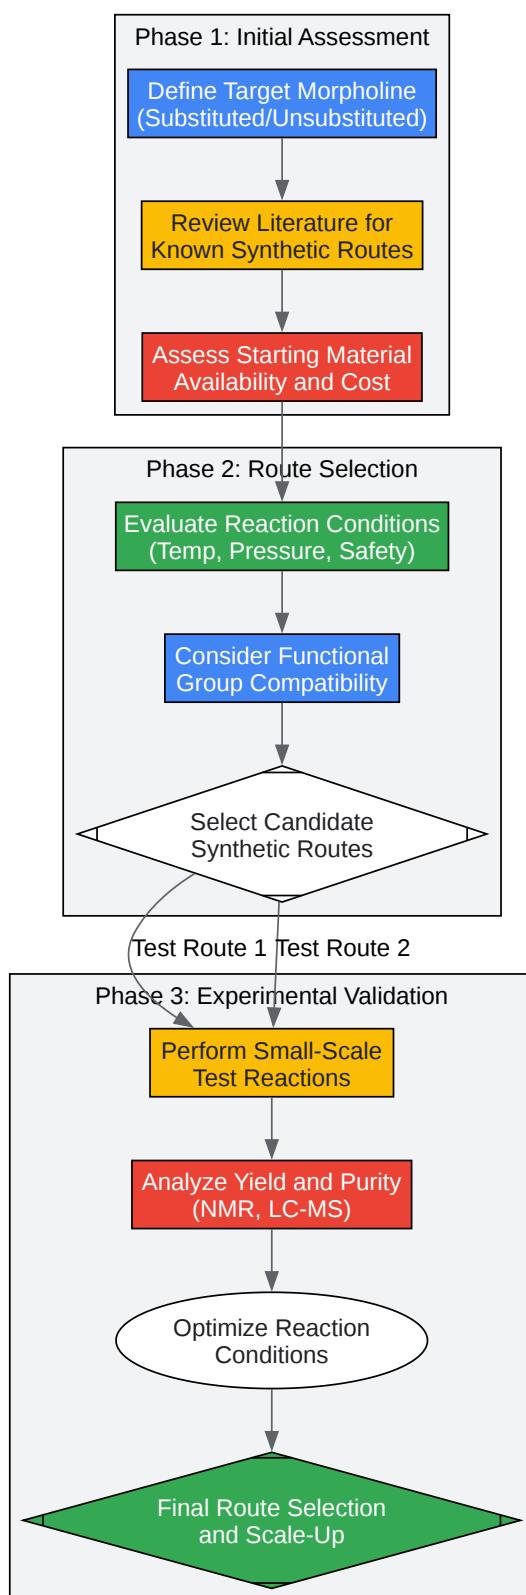 Phase 1: Initial Assessment
Define Target Morpholine
(Substituted/Unsubstituted)
Review Literature for
Known Synthetic Routes
Assess Starting Material
Availability and Cost
Phase 2: Route Selection
Evaluate Reaction Conditions
(Temp, Pressure, Safety)
Consider Functional
Group Compatibility
Select Candidate
Synthetic Routes
Test Route 1
Test Route 2
Phase 3: Experimental Validation
Perform Small-Scale
Test Reactions
Analyze Yield and Purity
(NMR, LC-MS)
Optimize Reaction
Conditions
Final Route Selection
and Scale-Up